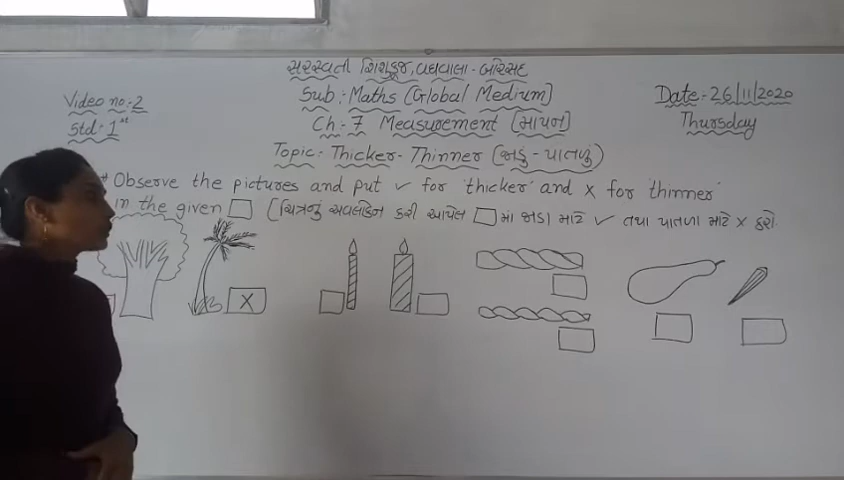 સરસ્વતી શિશુકુંજ, વઘવાલા - બોરસદ
Video no:-2
Sub:- Maths [Global Medium]
Date:- 26/11/2020
Std:- 1st
Ch:- 7 Measurement [માપન]
Thursday
Topic:- Thicker - Thinner (જાડું - પાતળું)
* Observe the pictures and put ✓ for 'thicker' and x for 'thinner'
in the given □ [ચિત્રનું અવલોકન કરી આપેલ □ મા જાડા માટે ✓ તથા પાતળા માટે x કરો.
X